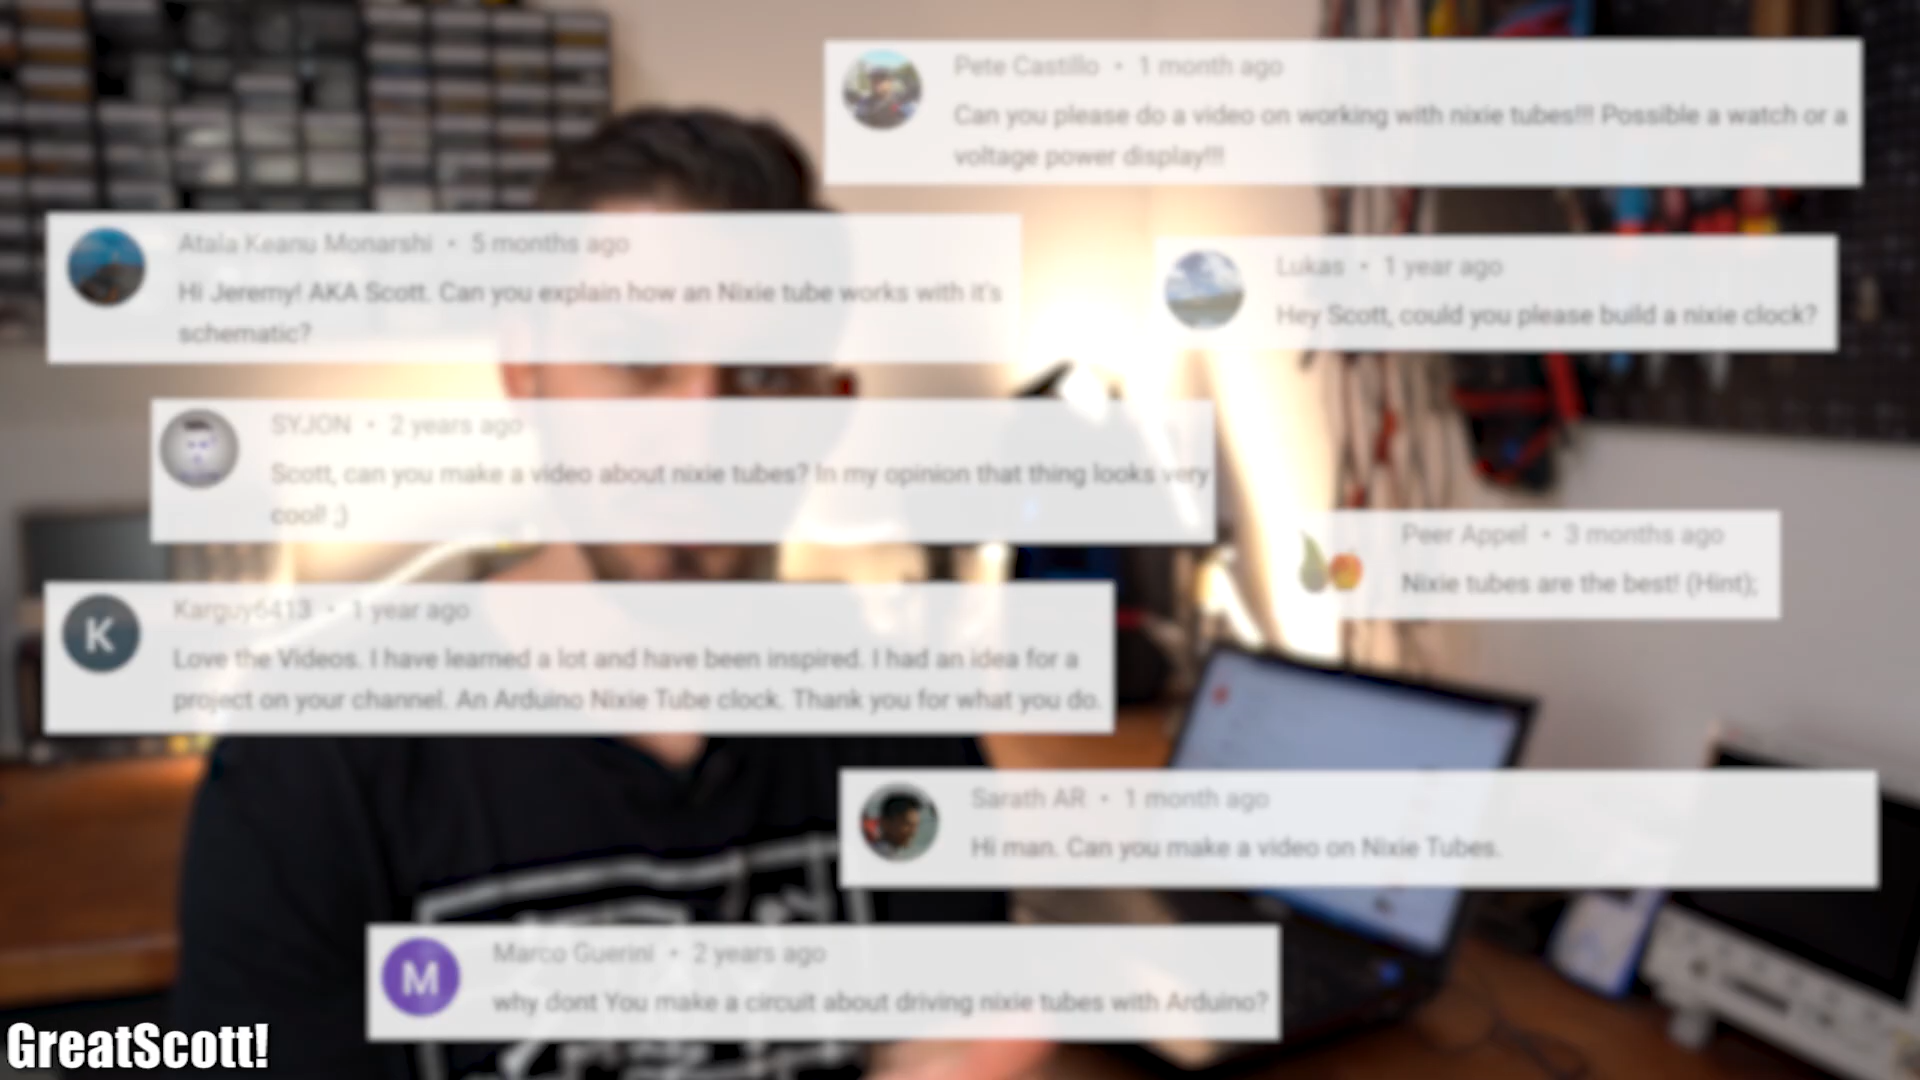 Pete Castillo • 1 month ago
Can you please do a video on working with nixie tubes!!! Possible a watch or a
voltage power display!!!
Atala Keanu Monarshi • 5 months ago
Hi Jeremy! AKA Scott. Can you explain how an Nixie tube works with it's
schematic?
Lukas • 1 year ago
Hey Scott, could you please build a nixie clock?
SYJON • 2 years ago
Scott, can you make a video about nixie tubes? In my opinion that thing looks very
cool! ;)
Peer Appel • 3 months ago
Nixie tubes are the best! (Hint);
K
Karguy6413 • 1 year ago
Love the Videos. I have learned a lot and have been inspired. I had an idea for a
project on your channel. An Arduino Nixie Tube clock. Thank you for what you do.
Sarath AR • 1 month ago
Hi man. Can you make a video on Nixie Tubes.
M
Marco Guerini • 2 years ago
why dont You make a circuit about driving nixie tubes with Arduino?
GreatScott!